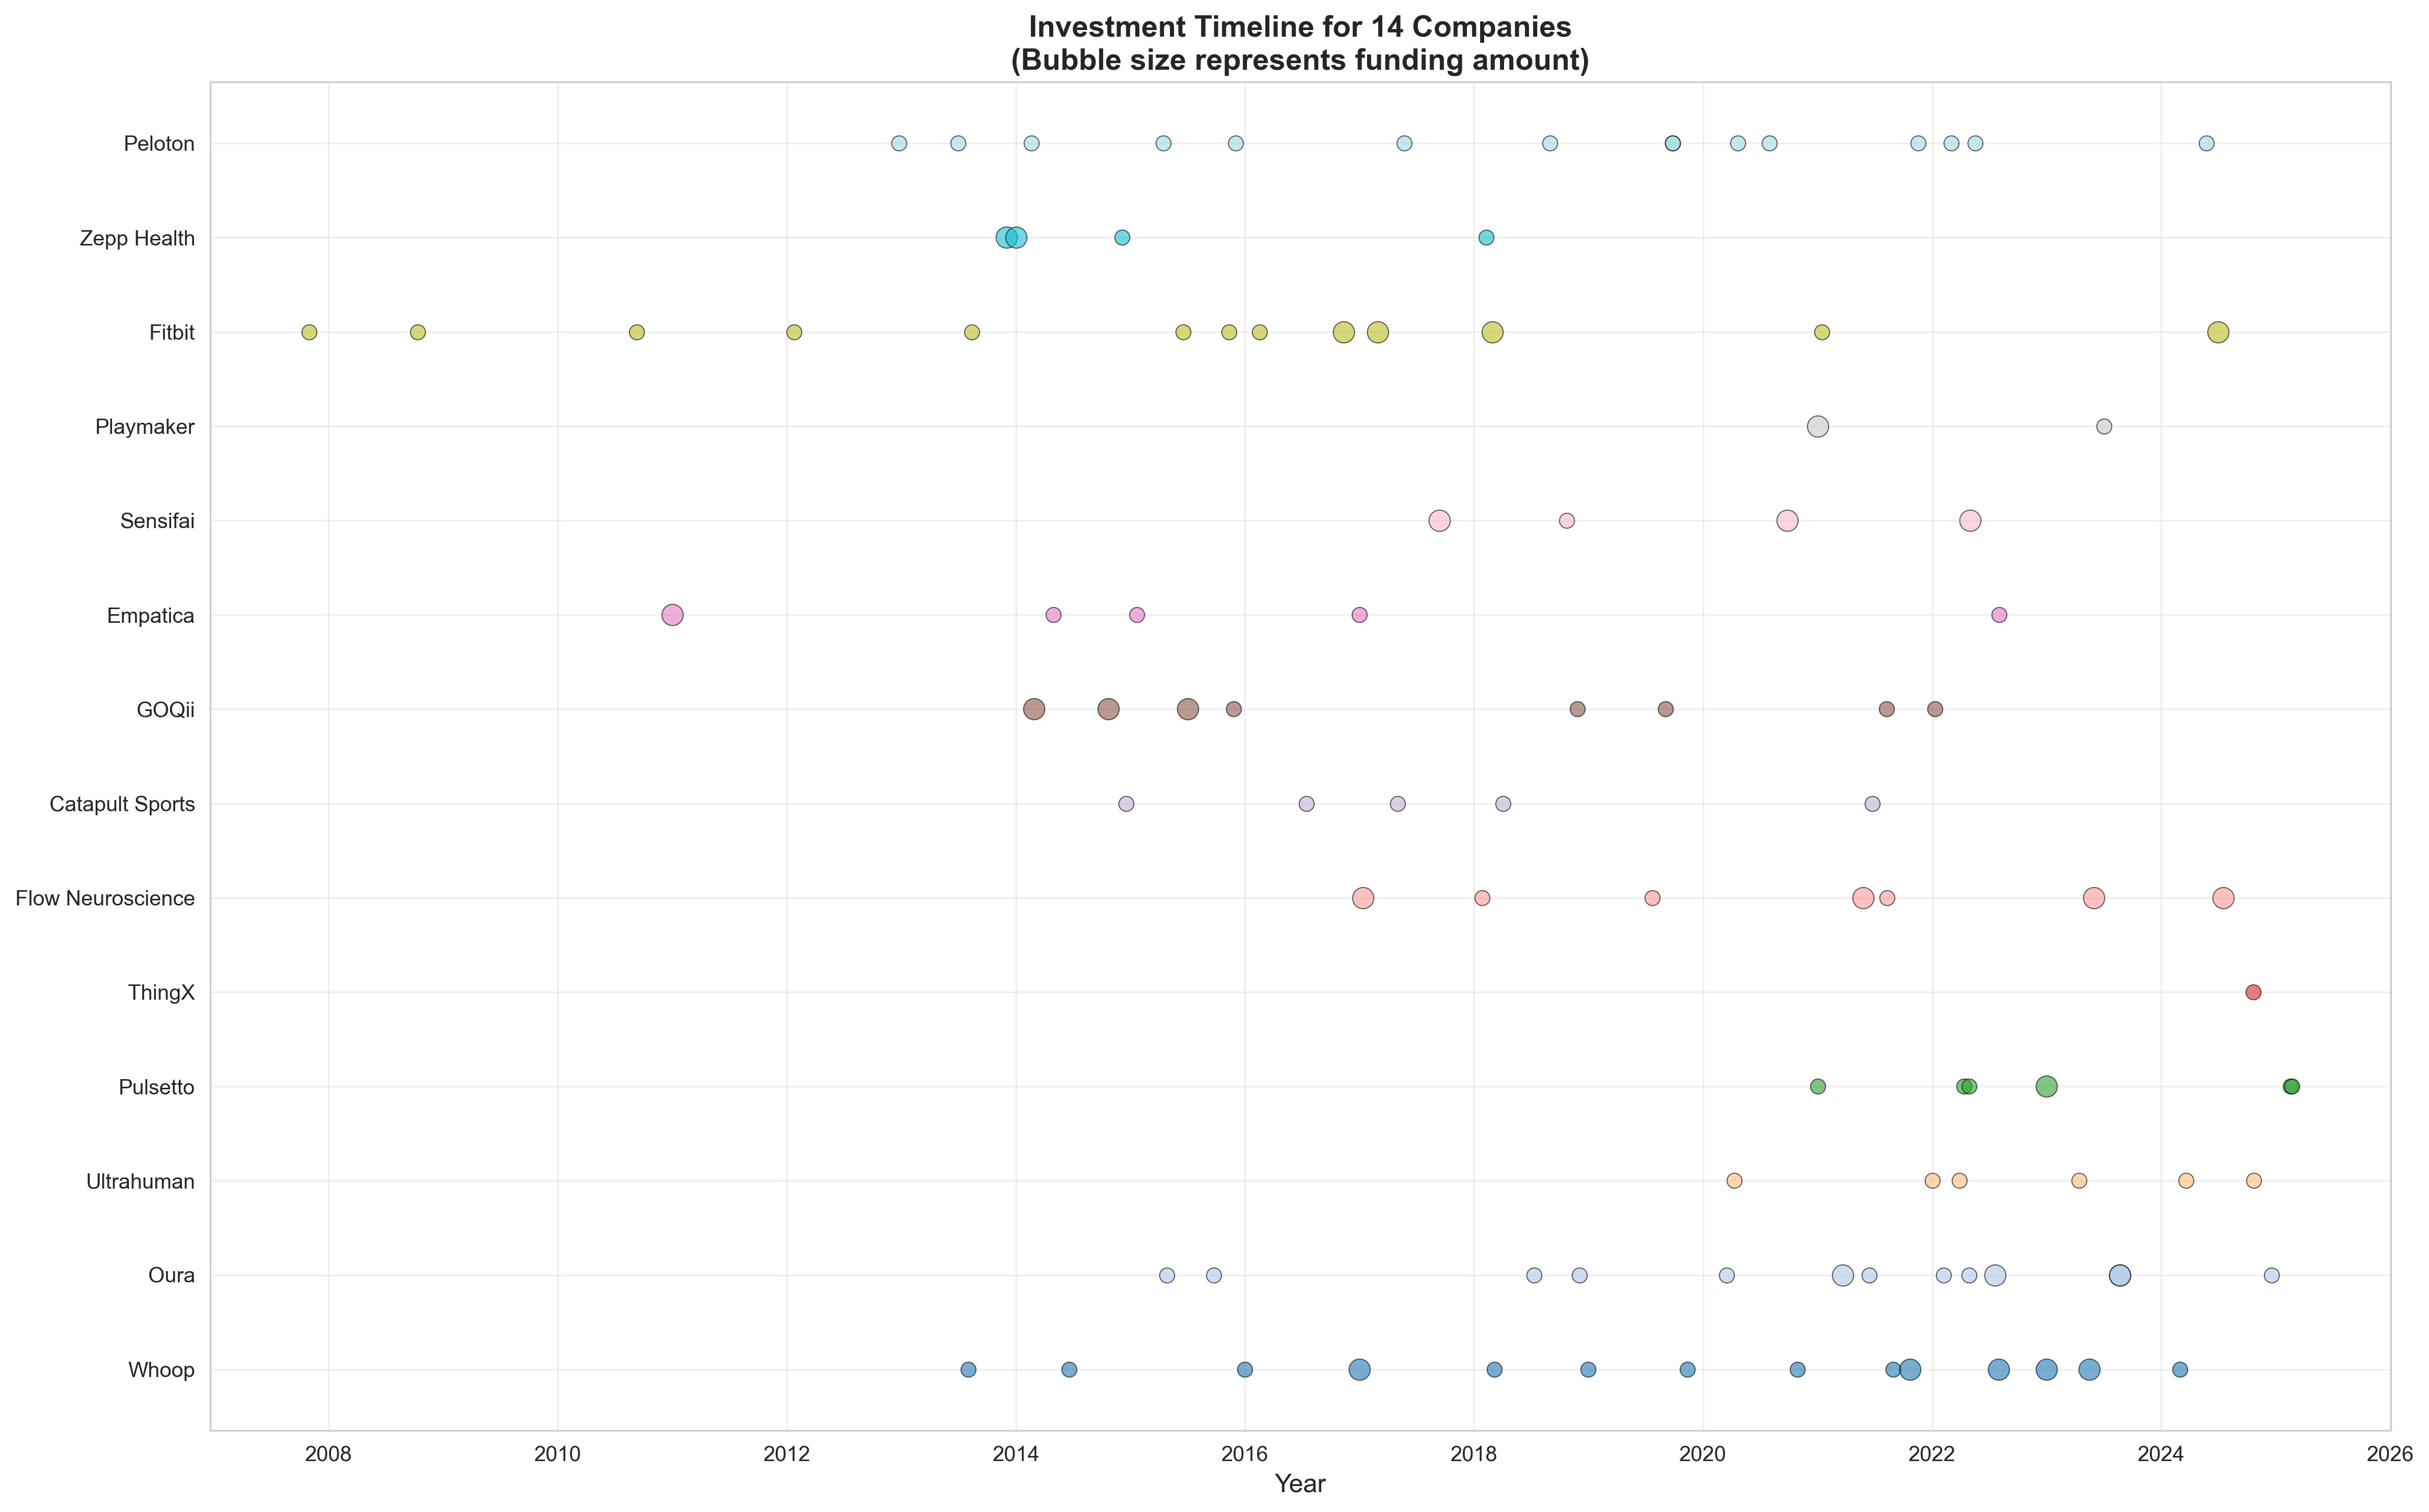 Investment Timeline for 14 Companies
(Bubble size represents funding amount)
Peloton
Zepp Health
Fitbit
Playmaker
Sensifai
Empatica
GOQii
Catapult Sports
Flow Neuroscience
ThingX
Pulsetto
Ultrahuman
Oura
Whoop
2008 2010 2012 2014 2016 2018 2020 2022 2024 2026
Year